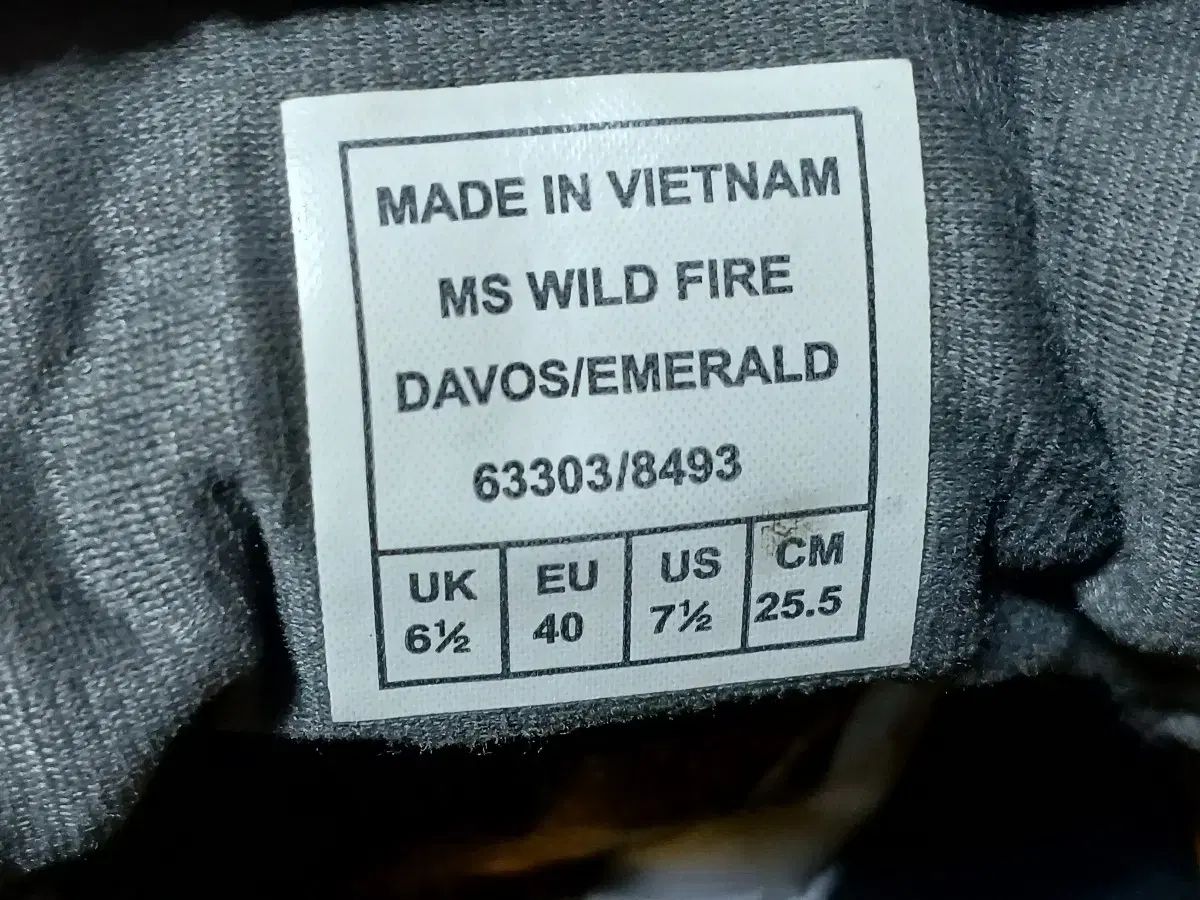 MADE IN VIETNAM
MS WILD FIRE
DAVOS/EMERALD
63303/8493
UK EU US CM
6½ 40 7½ 25.5